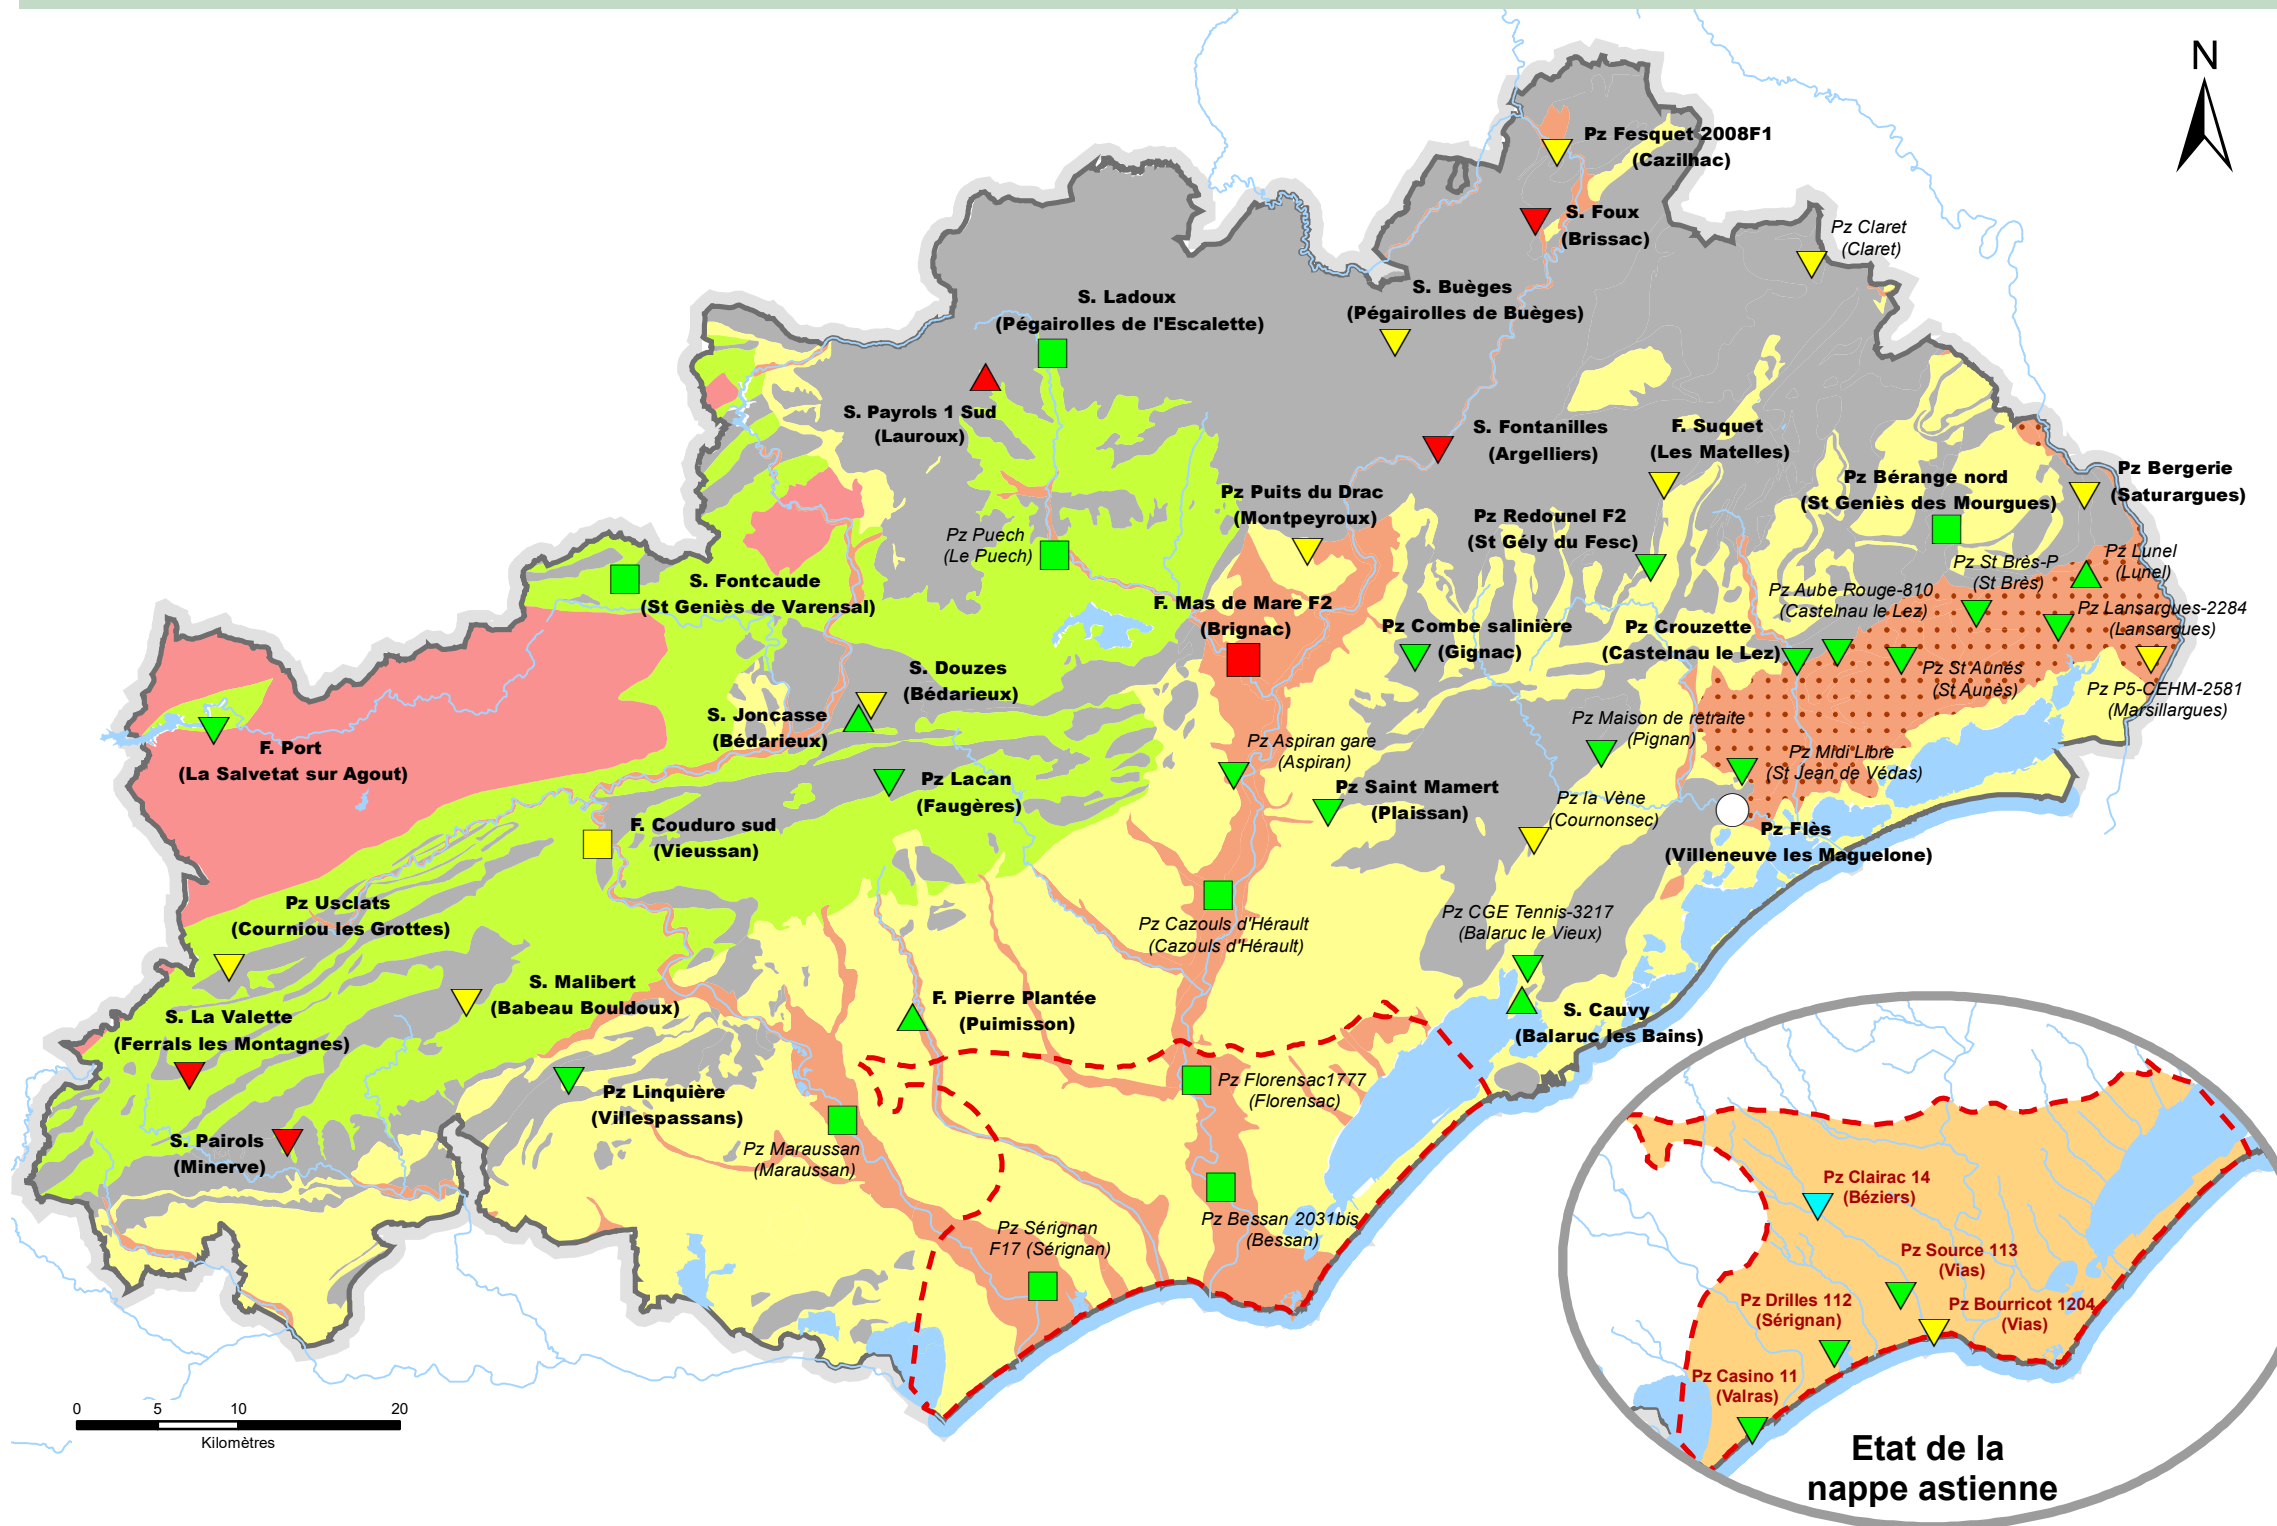 N
Pz Fesquet 2008F1
(Cazilhac)
S. Foux
(Brissac)
Pz Claret
(Claret)
S. Buèges
(Pégairolles de Buèges)
S. Ladoux
(Pégairolles de l'Escalette)
S. Payrols 1 Sud
(Lauroux)
S. Fontanilles
(Argelliers)
F. Suquet
(Les Matelles)
Pz Bérange nord
(St Geniès des Mourgues)
Pz Bergerie
(Saturargues)
Pz Puits du Drac
(Montpeyroux)
Pz Redounel F2
(St Gély du Fesc)
Pz Puech
(Le Puech)
Pz St Brès-P
(St Brès)
Pz Lunel
(Lunel)
S. Fontcaude
(St Geniès de Varensal)
Pz Aube Rouge-810
(Castelnau le Lez)
F. Mas de Mare F2
(Brignac)
Pz Lansargues-2284
(Lansargues)
Pz Combe salinière
(Gignac)
Pz Crouzette
(Castelnau le Lez)
S. Douzes
(Bédarieux)
Pz St Aunés
(St Aunès)
Pz P5-CEHM-2581
(Marsillargues)
S. Joncasse
(Bédarieux)
Pz Maison de retraite
(Pignan)
F. Port
(La Salvetat sur Agout)
Pz Aspiran gare
(Aspiran)
Pz Midi Libre
(St Jean de Védas)
Pz Lacan
(Faugères)
Pz Saint Mamert
(Plaissan)
Pz la Vène
(Cournonsec)
F. Couduro sud
(Vieussan)
Pz Flès
(Villeneuve les Maguelone)
Pz Usclats
(Courniou les Grottes)
Pz Cazouls d'Hérault
(Cazouls d'Hérault)
Pz CGE Tennis-3217
(Balaruc le Vieux)
S. Malibert
(Babeau Bouldoux)
F. Pierre Plantée
(Puimisson)
S. Cauvy
(Balaruc les Bains)
S. La Valette
(Ferrals les Montagnes)
Pz Linquière
(Villespassans)
Pz Florensac1777
(Florensac)
S. Pairols
(Minerve)
Pz Maraussan
(Maraussan)
Pz Sérignan
F17 (Sérignan)
Pz Bessan 2031bis
(Bessan)
Pz Clairac 14
(Béziers)
Pz Source 113
(Vias)
Pz Drilles 112
(Sérignan)
Pz Bourricot 1204
(Vias)
Pz Casino 11
(Valras)
Etat de la
nappe astienne
0 5 10 20
Kilomètres